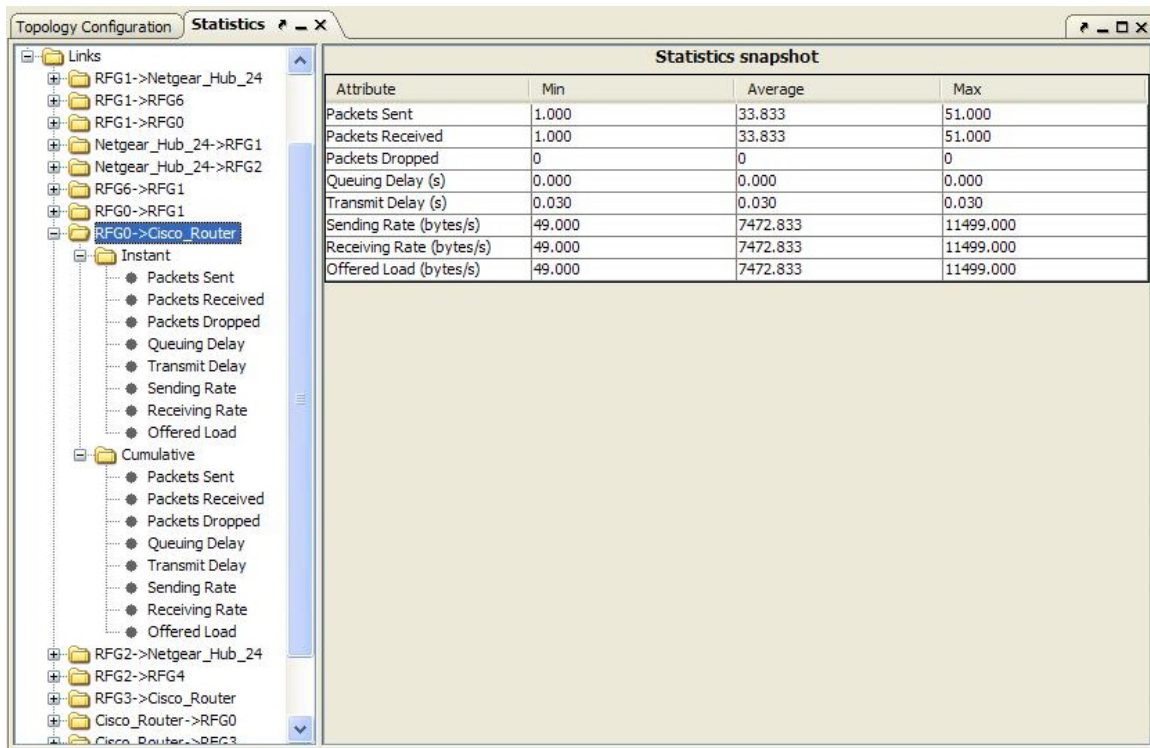 Topology Configuration
Statistics
Links
RFG1->Netgear_Hub_24
RFG1->RFG6
RFG1->RFG0
Netgear_Hub_24->RFG1
Netgear_Hub_24->RFG2
RFG6->RFG1
RFG0->RFG1
RFG0->Cisco_Router
Instant
Packets Sent
Packets Received
Packets Dropped
Queuing Delay
Transmit Delay
Sending Rate
Receiving Rate
Offered Load
Cumulative
Packets Sent
Packets Received
Packets Dropped
Queuing Delay
Transmit Delay
Sending Rate
Receiving Rate
Offered Load
RFG2->Netgear_Hub_24
RFG2->RFG4
RFG3->Cisco_Router
Cisco_Router->RFG0
Cisco_Router->RFG3
Statistics snapshot
Attribute Min Average Max
Packets Sent 1.000 33.833 51.000
Packets Received 1.000 33.833 51.000
Packets Dropped 0 0 0
Queuing Delay (s) 0.000 0.000 0.000
Transmit Delay (s) 0.030 0.030 0.030
Sending Rate (bytes/s) 49.000 7472.833 11499.000
Receiving Rate (bytes/s) 49.000 7472.833 11499.000
Offered Load (bytes/s) 49.000 7472.833 11499.000